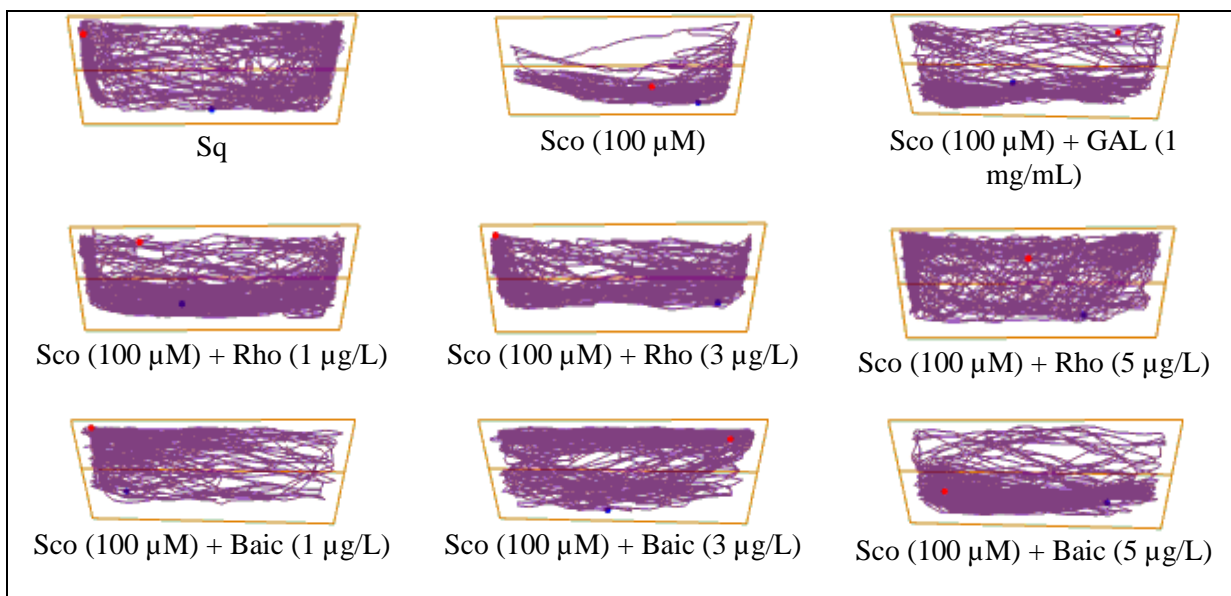 Sq
Sco (100 µM)
Sco (100 µM) + GAL (1
mg/mL)
Sco (100 µM) + Rho (1 µg/L)
Sco (100 µM) + Rho (3 µg/L)
Sco (100 µM) + Rho (5 µg/L)
Sco (100 µM) + Baic (1 µg/L)
Sco (100 µM) + Baic (3 µg/L)
Sco (100 µM) + Baic (5 µg/L)